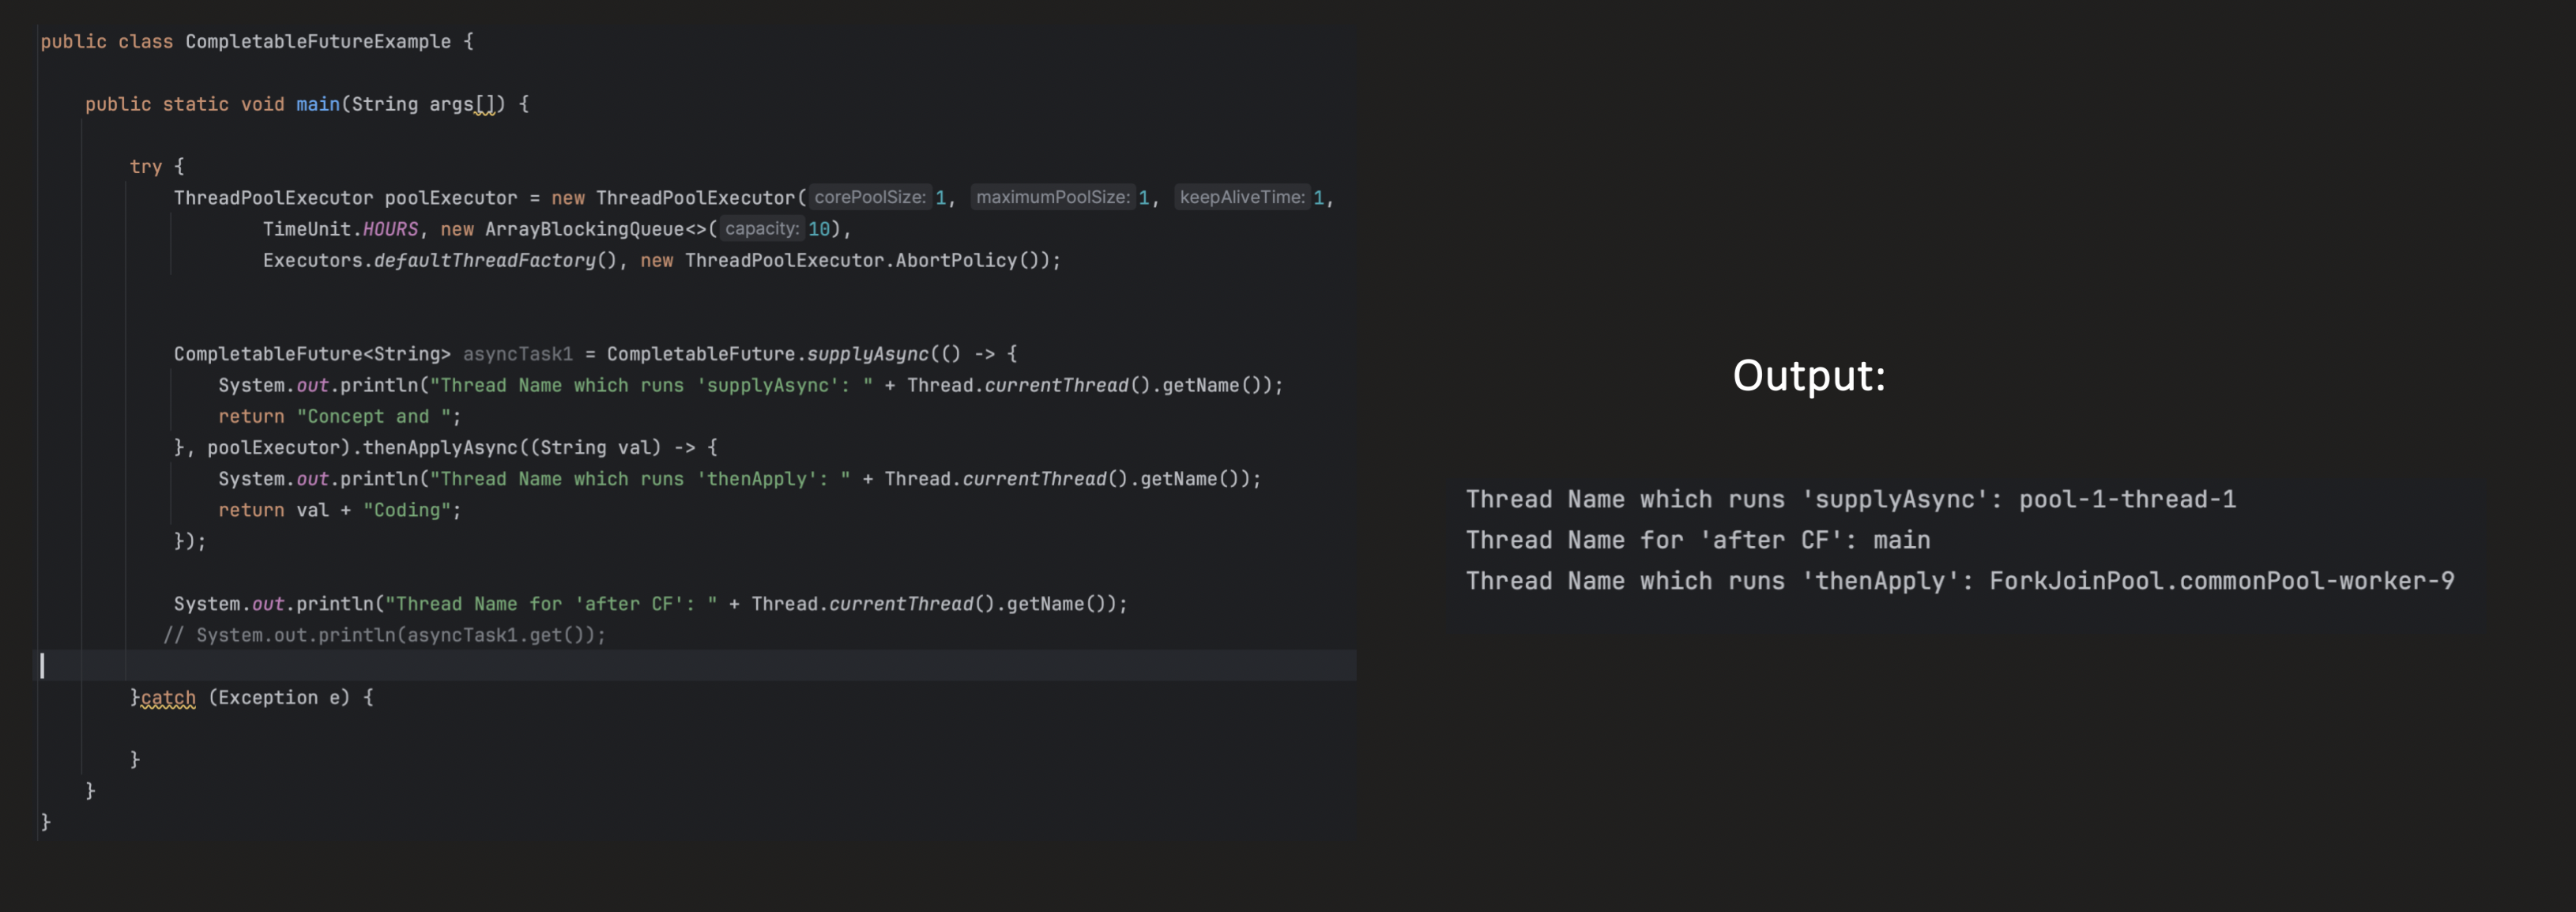 public class CompletableFutureExample {
public static void main(String args[]) {
try {
ThreadPoolExecutor poolExecutor = new ThreadPoolExecutor( corePoolSize: 1, maximumPoolSize: 1, keepAliveTime: 1,
TimeUnit.HOURS, new ArrayBlockingQueue<>( capacity: 10),
Executors.defaultThreadFactory(), new ThreadPoolExecutor.AbortPolicy());
CompletableFuture<String> asyncTask1 = CompletableFuture.supplyAsync(() -> {
System.out.println("Thread Name which runs 'supplyAsync': " + Thread.currentThread().getName());
return "Concept and ";
}, poolExecutor).thenApplyAsync((String val) -> {
System.out.println("Thread Name which runs 'thenApply': " + Thread.currentThread().getName());
return val + "Coding";
});
System.out.println("Thread Name for 'after CF': " + Thread.currentThread().getName());
// System.out.println(asyncTask1.get());
}catch (Exception e) {
}
}
}
Output:
Thread Name which runs 'supplyAsync': pool-1-thread-1
Thread Name for 'after CF': main
Thread Name which runs 'thenApply': ForkJoinPool.commonPool-worker-9